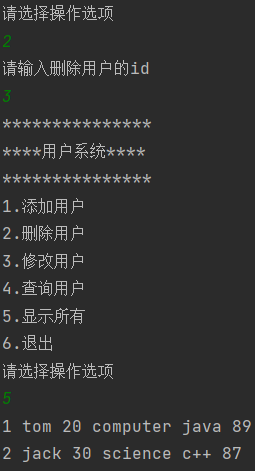 请选择操作选项
2
请输入删除用户的id
3
***************
****用户系统****
***************
1.添加用户
2.删除用户
3.修改用户
4.查询用户
5.显示所有
6.退出
请选择操作选项
5
1 tom 20 computer java 89
2 jack 30 science c++ 87